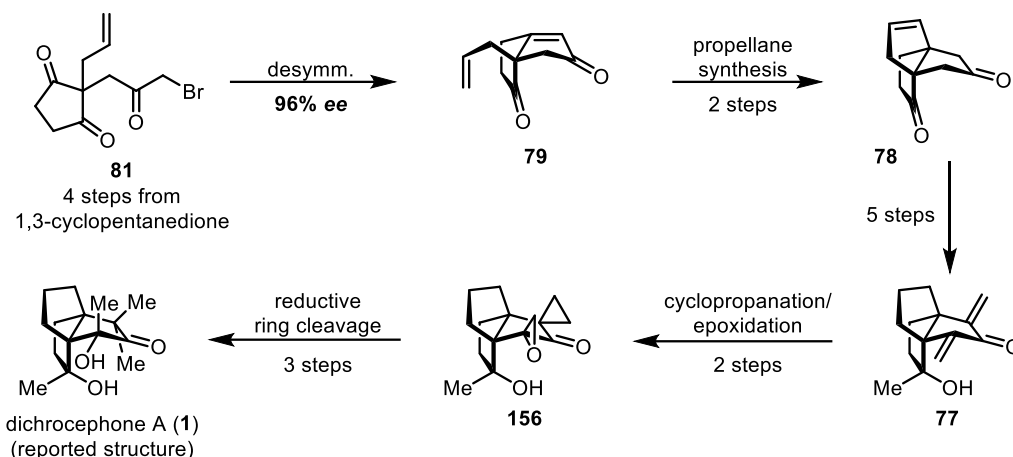 O
O
O
Br
81
4 steps from
1,3-cyclopentanedione
desymm.
96% ee
O
O
79
propellane
synthesis
2 steps
O
O
78
5 steps
O
Me
OH
77
cyclopropanation/
epoxidation
2 steps
O
O
Me
OH
156
reductive
ring cleavage
3 steps
Me
Me
O
OH
Me
Me
OH
dichrocephone A (1)
(reported structure)